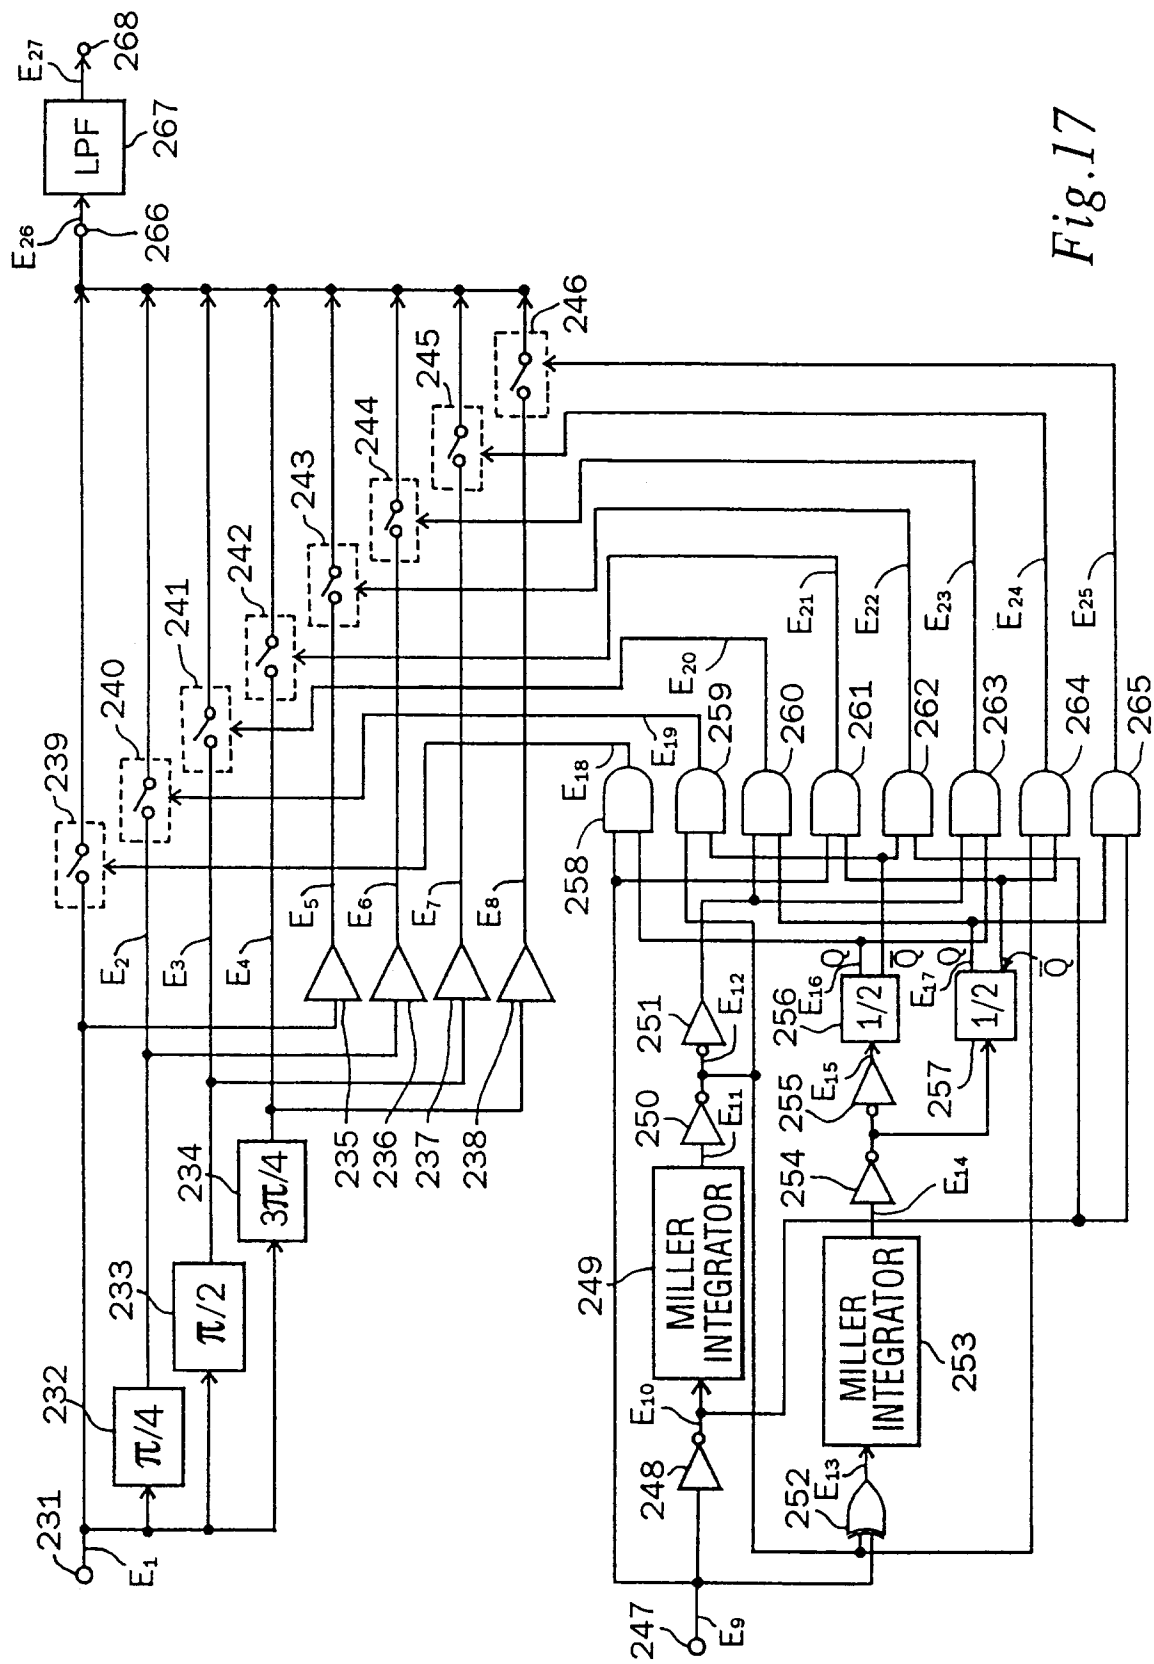 231
E₁
232
π/4
233
π/2
234
3π/4
E₂
E₃
E₄
235
236
237
238
E₅
E₆
E₇
E₈
239
240
241
242
243
244
245
246
E₂₆
266
LPF
267
E₂₇
268
247
E₉
248
E₁₀
249
MILLER
INTEGRATOR
250
E₁₁
251
E₁₂
252
E₁₃
MILLER
INTEGRATOR
253
254
E₁₄
255
E₁₅
256
1/2
E₁₆
Q
Q̅
257
1/2
E₁₇
Q
Q̅
258
259
260
261
262
263
264
265
E₁₈
E₁₉
E₂₀
E₂₁
E₂₂
E₂₃
E₂₄
E₂₅
Fig.17